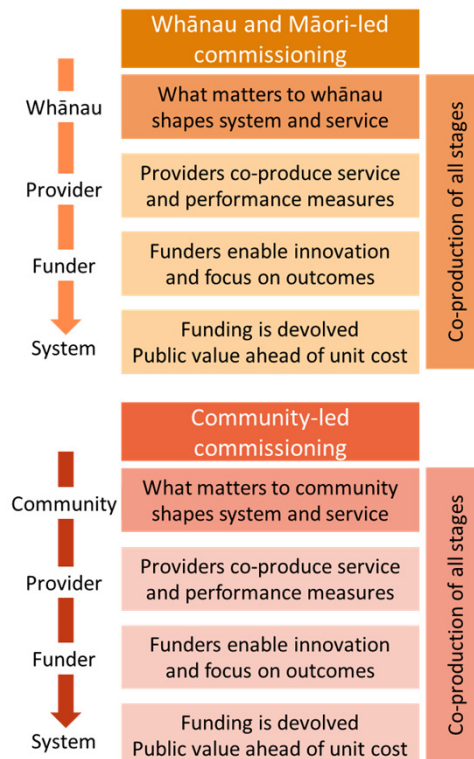 Whānau and Māori-led
commissioning
Whānau
What matters to whānau
shapes system and service
Provider
Providers co-produce service
and performance measures
Funder
Funders enable innovation
and focus on outcomes
System
Funding is devolved
Public value ahead of unit cost
Co-production of all stages
Community-led
commissioning
Community
What matters to community
shapes system and service
Provider
Providers co-produce service
and performance measures
Funder
Funders enable innovation
and focus on outcomes
System
Funding is devolved
Public value ahead of unit cost
Co-production of all stages